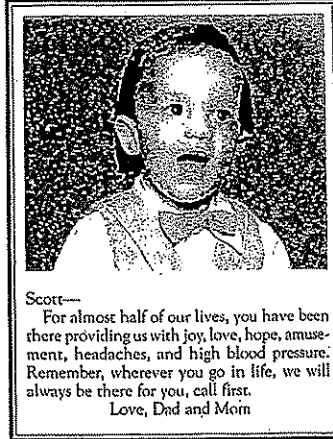 Scott—
For almost half of our lives, you have been
there providing us with joy, love, hope, amuse-
ment, headaches, and high blood pressure.
Remember, wherever you go in life, we will
always be there for you, call first.
Love, Dad and Mom